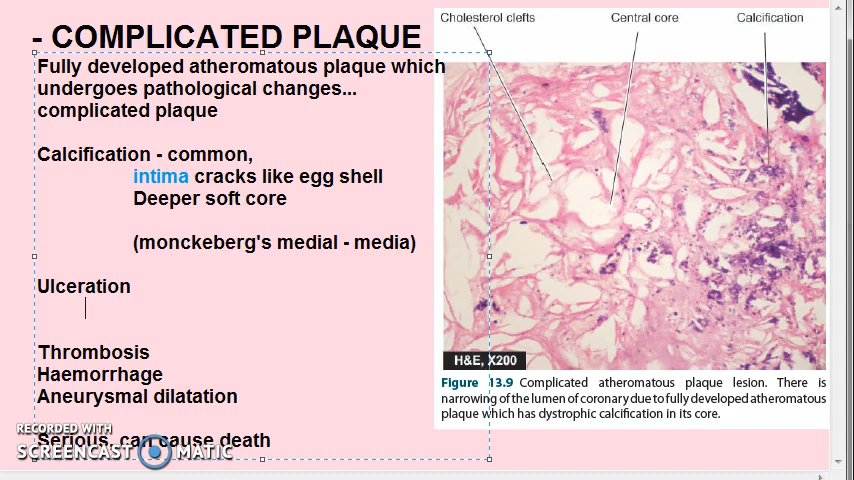 - COMPLICATED PLAQUE
Fully developed atheromatous plaque which
undergoes pathological changes...
complicated plaque
Calcification - common,
intima cracks like egg shell
Deeper soft core
(monckeberg's medial - media)
Ulceration
Thrombosis
Haemorrhage
Aneurysmal dilatation
Serious, can cause death
RECORDED WITH
SCREENCAST MATIC
Cholesterol clefts
Central core
Calcification
H&E, X200
Figure 13.9 Complicated atheromatous plaque lesion. There is
narrowing of the lumen of coronary due to fully developed atheromatous
plaque which has dystrophic calcification in its core.